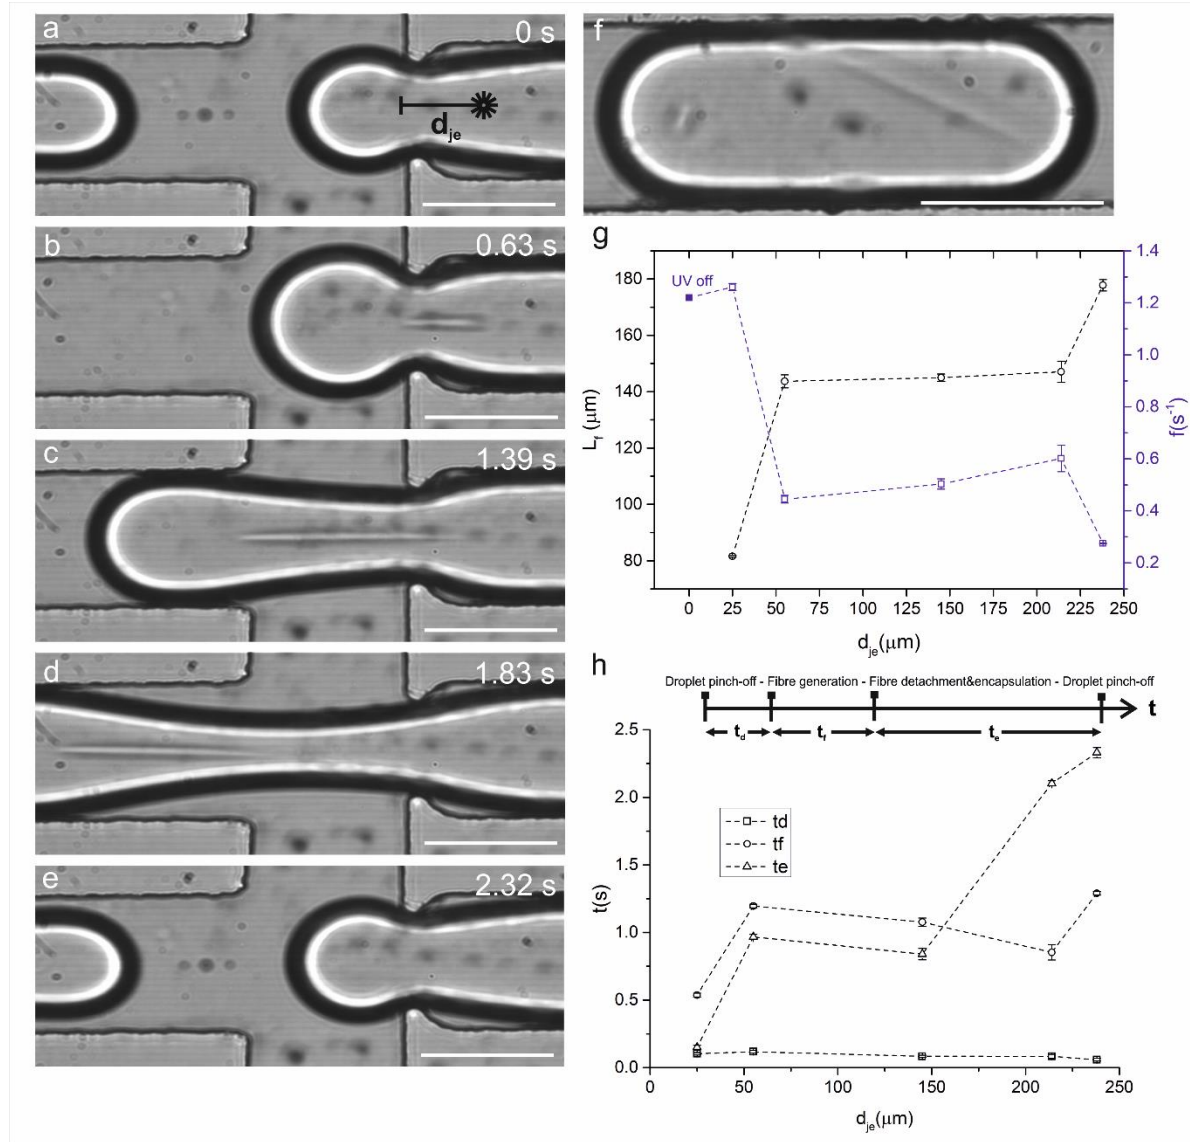 a
0 s
d_je
b
0.63 s
c
1.39 s
d
1.83 s
e
2.32 s
f
g
UV off
180
160
140
120
100
80
L_f (μm)
1.4
1.2
1.0
0.8
0.6
0.4
0.2
f(s⁻¹)
0 25 50 75 100 125 150 175 200 225 250
d_je(μm)
h
Droplet pinch-off - Fibre generation - Fibre detachment&encapsulation - Droplet pinch-off
t
t_d t_f t_e
2.5
2.0
1.5
1.0
0.5
0.0
t(s)
td
tf
te
0 50 100 150 200 250
d_je(μm)